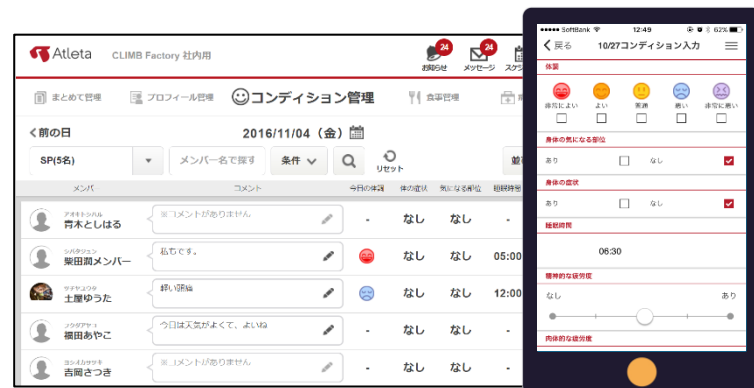 Atleta CLIMB Factory 社内用
24 24
お知らせ メッセージ スケジ
まとめて管理 プロフィール管理 コンディション管理 食事管理
<前の日 2016/11/04（金）
SP(5名) メンバー名で探す 条件 リセット
メンバー コメント 今日の体調 体の症状 気になる部位 睡眠時間
アオキトシハル
青木としはる ※コメントがありません - なし なし -
シバタジュン
柴田潤メンバー 私もです。 なし なし 05:00
ツチヤユウタ
土屋ゆうた 軽い頭痛 なし なし 12:00
フクダアヤコ
福田あやこ 今日は天気がよくて、よいね - なし なし -
ヨシオカサツキ
吉岡さつき ※コメントがありません - なし なし -
SoftBank 12:49 62%
戻る 10/27コンディション入力
体調
非常によい よい 普通 悪い 非常に悪い
身体の気になる部位
あり なし
身体の症状
あり なし
睡眠時間
06:30
精神的な疲労度
なし あり
肉体的な疲労度